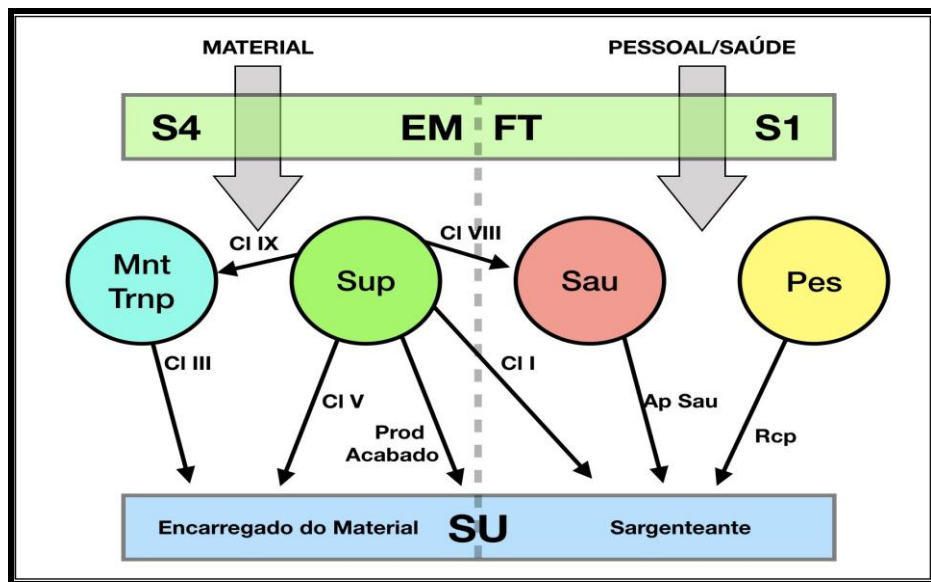 MATERIAL
PESSOAL/SAÚDE
S4
EM
FT
S1
Cl IX
Cl VIII
Mnt
Trnp
Sup
Sau
Pes
Cl III
Cl V
Prod
Acabado
Cl I
Ap Sau
Rcp
Encarregado do Material
SU
Sargenteante